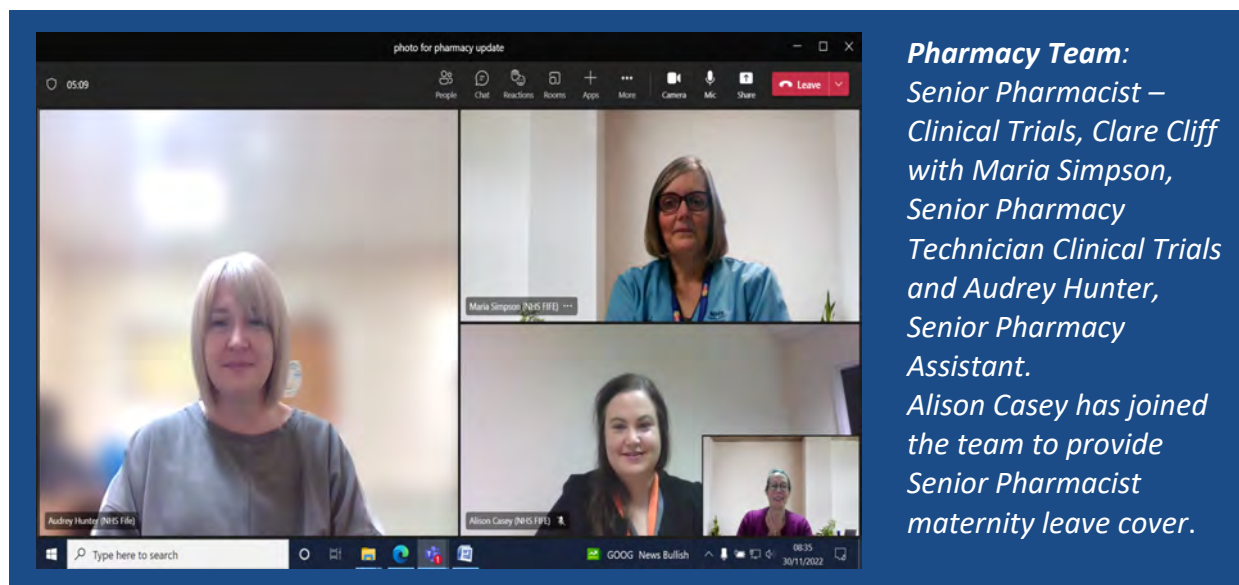 photo for pharmacy update
05:09
People Chat Reactions Rooms Apps More Camera Mic Share Leave
Maria Simpson (NHS FIFE)
Audrey Hunter (NHS Fife)
Alison Casey (NHS FIFE)
Type here to search
GOOG News Bullish
08:35
30/11/2022
Pharmacy Team:
Senior Pharmacist –
Clinical Trials, Clare Cliff
with Maria Simpson,
Senior Pharmacy
Technician Clinical Trials
and Audrey Hunter,
Senior Pharmacy
Assistant.
Alison Casey has joined
the team to provide
Senior Pharmacist
maternity leave cover.